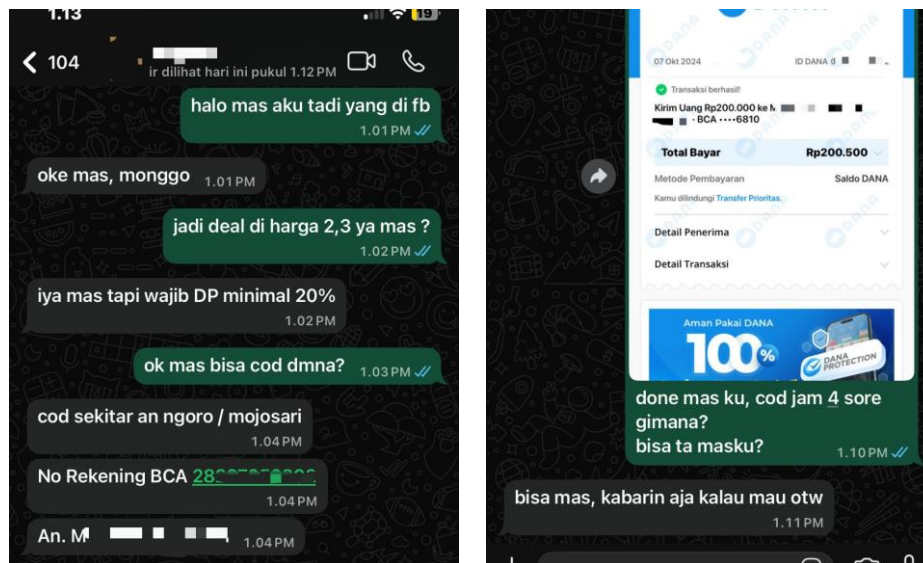 1.13
19
104
ir dilihat hari ini pukul 1.12 PM
halo mas aku tadi yang di fb
1.01 PM
oke mas, monggo
1.01 PM
jadi deal di harga 2,3 ya mas ?
1.02 PM
iya mas tapi wajib DP minimal 20%
1.02 PM
ok mas bisa cod dmna?
1.03 PM
cod sekitar an ngoro / mojosari
1.04 PM
No Rekening BCA
1.04 PM
An. M
1.04 PM
07 Okt 2024
ID DANA 0
Transaksi berhasil!
Kirim Uang Rp200.000 ke M
- BCA ····6810
Total Bayar
Rp200.500
Metode Pembayaran
Saldo DANA
Kamu dilindungi Transfer Prioritas.
Detail Penerima
Detail Transaksi
Aman Pakai DANA
100%
DANA PROTECTION
done mas ku, cod jam 4 sore
gimana?
bisa ta masku?
1.10 PM
bisa mas, kabarin aja kalau mau otw
1.11 PM